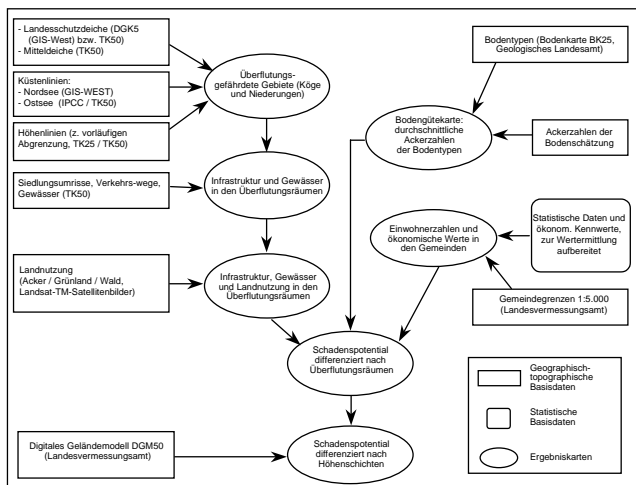 - Landesschutzdeiche (DGK5
(GIS-West) bzw. TK50)
- Mitteldeiche (TK50)
Küstenlinien:
- Nordsee (GIS-WEST)
- Ostsee (IPCC / TK50)
Höhenlinien (z. vorläufigen
Abgrenzung, TK25 / TK50)
Überflutungs-
gefährdete Gebiete (Köge
und Niederungen)
Siedlungsumrisse, Verkehrs-wege,
Gewässer (TK50)
Infrastruktur und Gewässer
in den Überflutungsräumen
Landnutzung
(Acker / Grünland / Wald,
Landsat-TM-Satellitenbilder)
Infrastruktur, Gewässer
und Landnutzung in den
Überflutungsräumen
Bodentypen (Bodenkarte BK25,
Geologisches Landesamt)
Bodengütekarte:
durchschnittliche
Ackerzahlen
der Bodentypen
Ackerzahlen der
Bodenschätzung
Einwohnerzahlen und
ökonomische Werte in
den Gemeinden
Statistische Daten und
ökonom. Kennwerte,
zur Wertermittlung
aufbereitet
Gemeindegrenzen 1:5.000
(Landesvermessungsamt)
Schadenspotential
differenziert nach
Überflutungsräumen
Digitales Geländemodell DGM50
(Landesvermessungsamt)
Schadenspotential
differenziert nach
Höhenschichten
Geographisch-
topographische
Basisdaten
Statistische
Basisdaten
Ergebiskarten